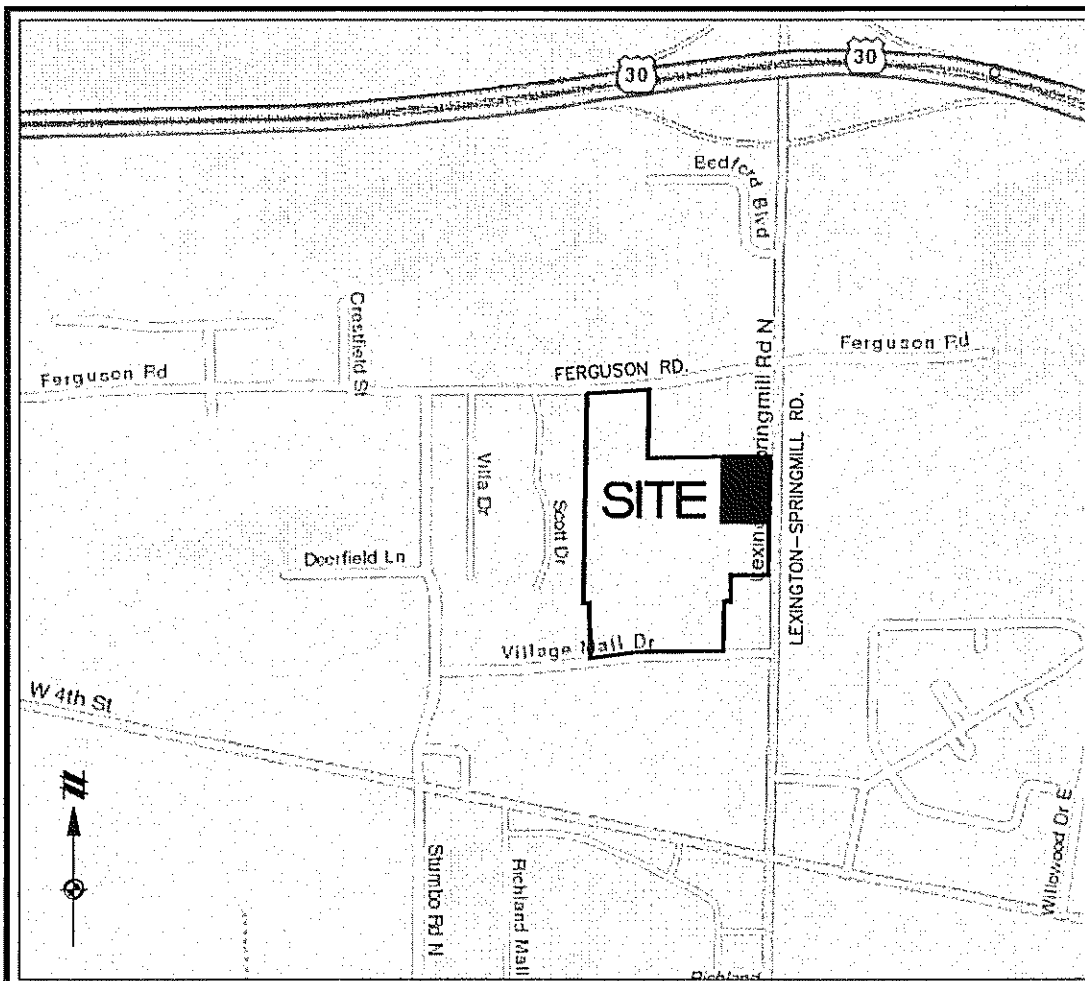 30
30
Bedford Blvd
Crestfield St
Ferguson Rd
FERGUSON RD.
Ferguson Rd
Lexington Springmill Rd N
LEXINGTON-SPRINGMILL RD.
Villa Dr
Scott Dr
SITE
Deerfield Ln
Village Mall Dr
W 4th St
n
Stumbo Rd N
Richland Mall
Richland
Willowood Dr E